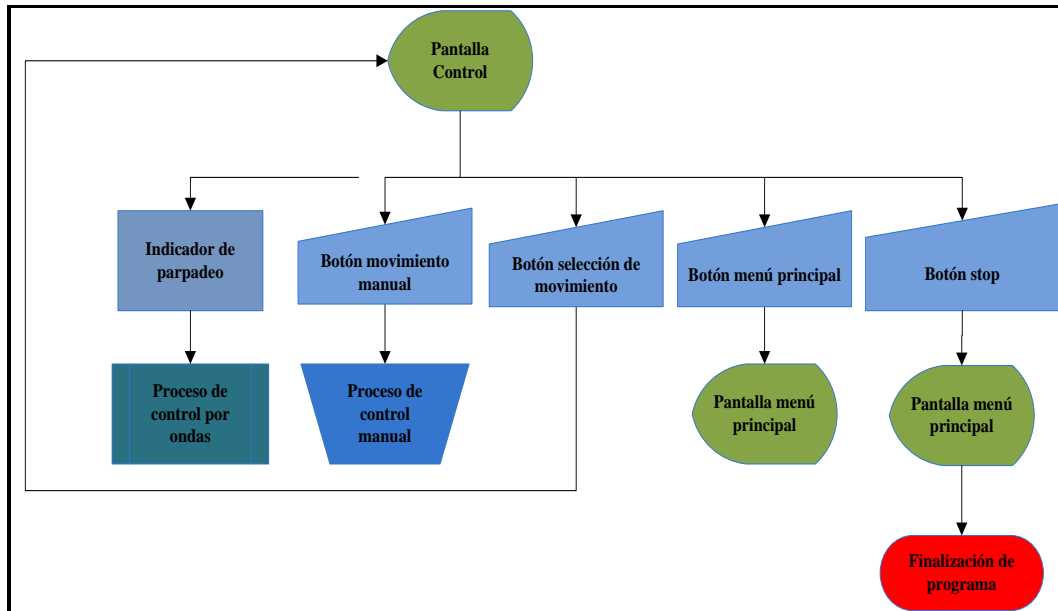 Pantalla
Control
Indicador de
parpadeo
Botón movimiento
manual
Botón selección de
movimiento
Botón menú principal
Botón stop
Proceso de
control por
ondas
Proceso de
control
manual
Pantalla menú
principal
Pantalla menú
principal
Finalización de
programa